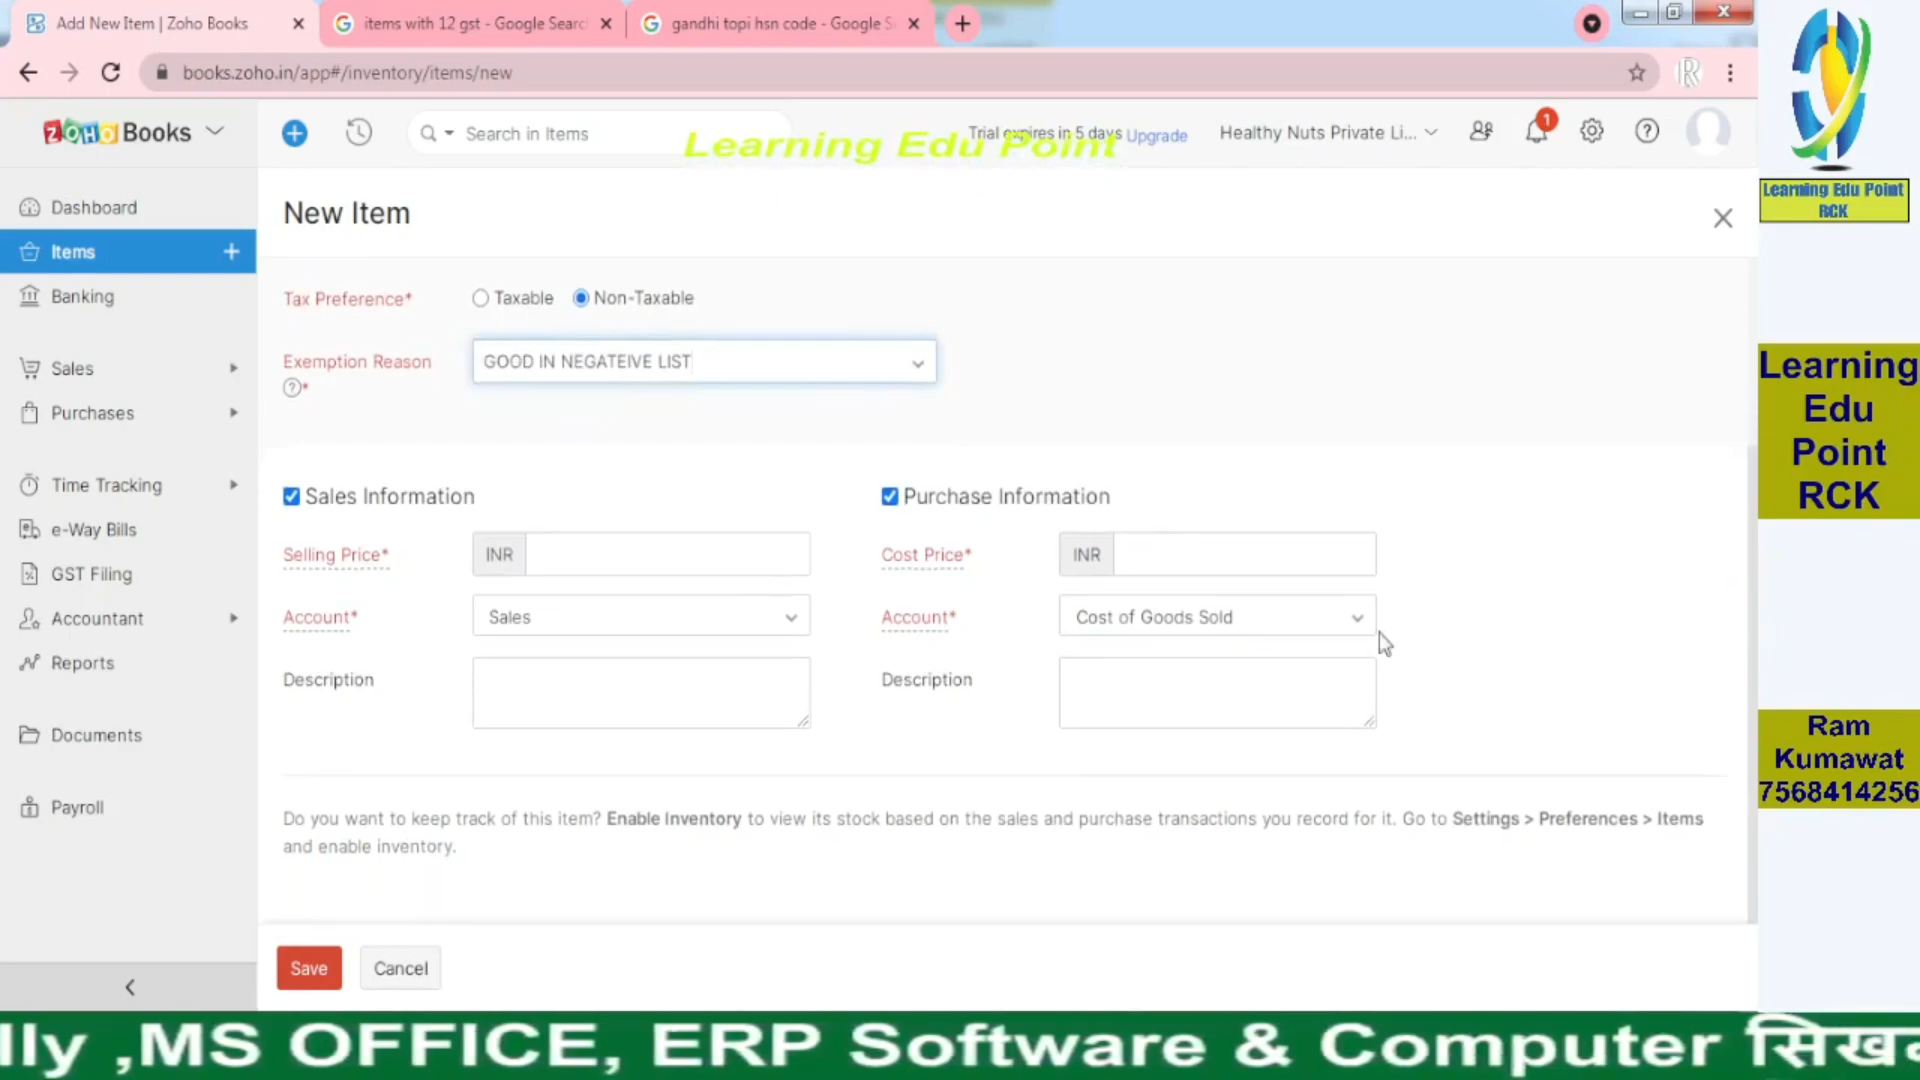 Add New Item | Zoho Books
items with 12 gst - Google Searc
gandhi topi hsn code - Google S
books.zoho.in/app#/inventory/items/new
ZOHO Books
Search in Items
Trial expires in 5 days Upgrade
Healthy Nuts Private Li...
1
Learning Edu Point
Learning Edu Point
RCK
Dashboard
Items
Banking
Sales
Purchases
Time Tracking
e-Way Bills
GST Filing
Accountant
Reports
Documents
Payroll
New Item
Tax Preference* Taxable Non-Taxable
Exemption Reason
?*
GOOD IN NEGATEIVE LIST
Sales Information
Purchase Information
Selling Price* INR
Cost Price* INR
Account* Sales
Account* Cost of Goods Sold
Description
Description
Do you want to keep track of this item? Enable Inventory to view its stock based on the sales and purchase transactions you record for it. Go to Settings > Preferences > Items
and enable inventory.
Save
Cancel
Learning
Edu
Point
RCK
Ram
Kumawat
7568414256
lly ,MS OFFICE, ERP Software & Computer सिख